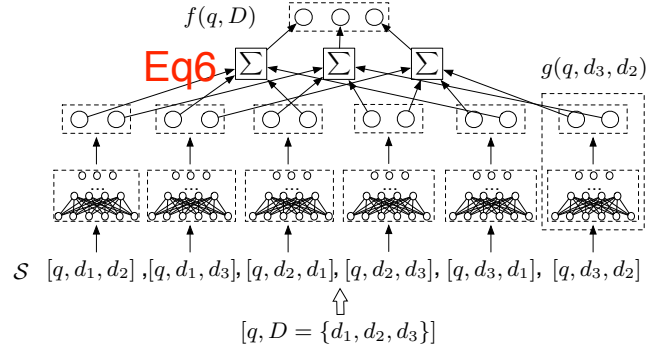 f(q, D)
Eq6 ∑ ∑ ∑
g(q, d₃, d₂)
... ... ... ... ... ...
S [q, d₁, d₂] ,[q, d₁, d₃],[q, d₂, d₁],[q, d₂, d₃],[q, d₃, d₁], [q, d₃, d₂]
[q, D = {d₁, d₂, d₃}]